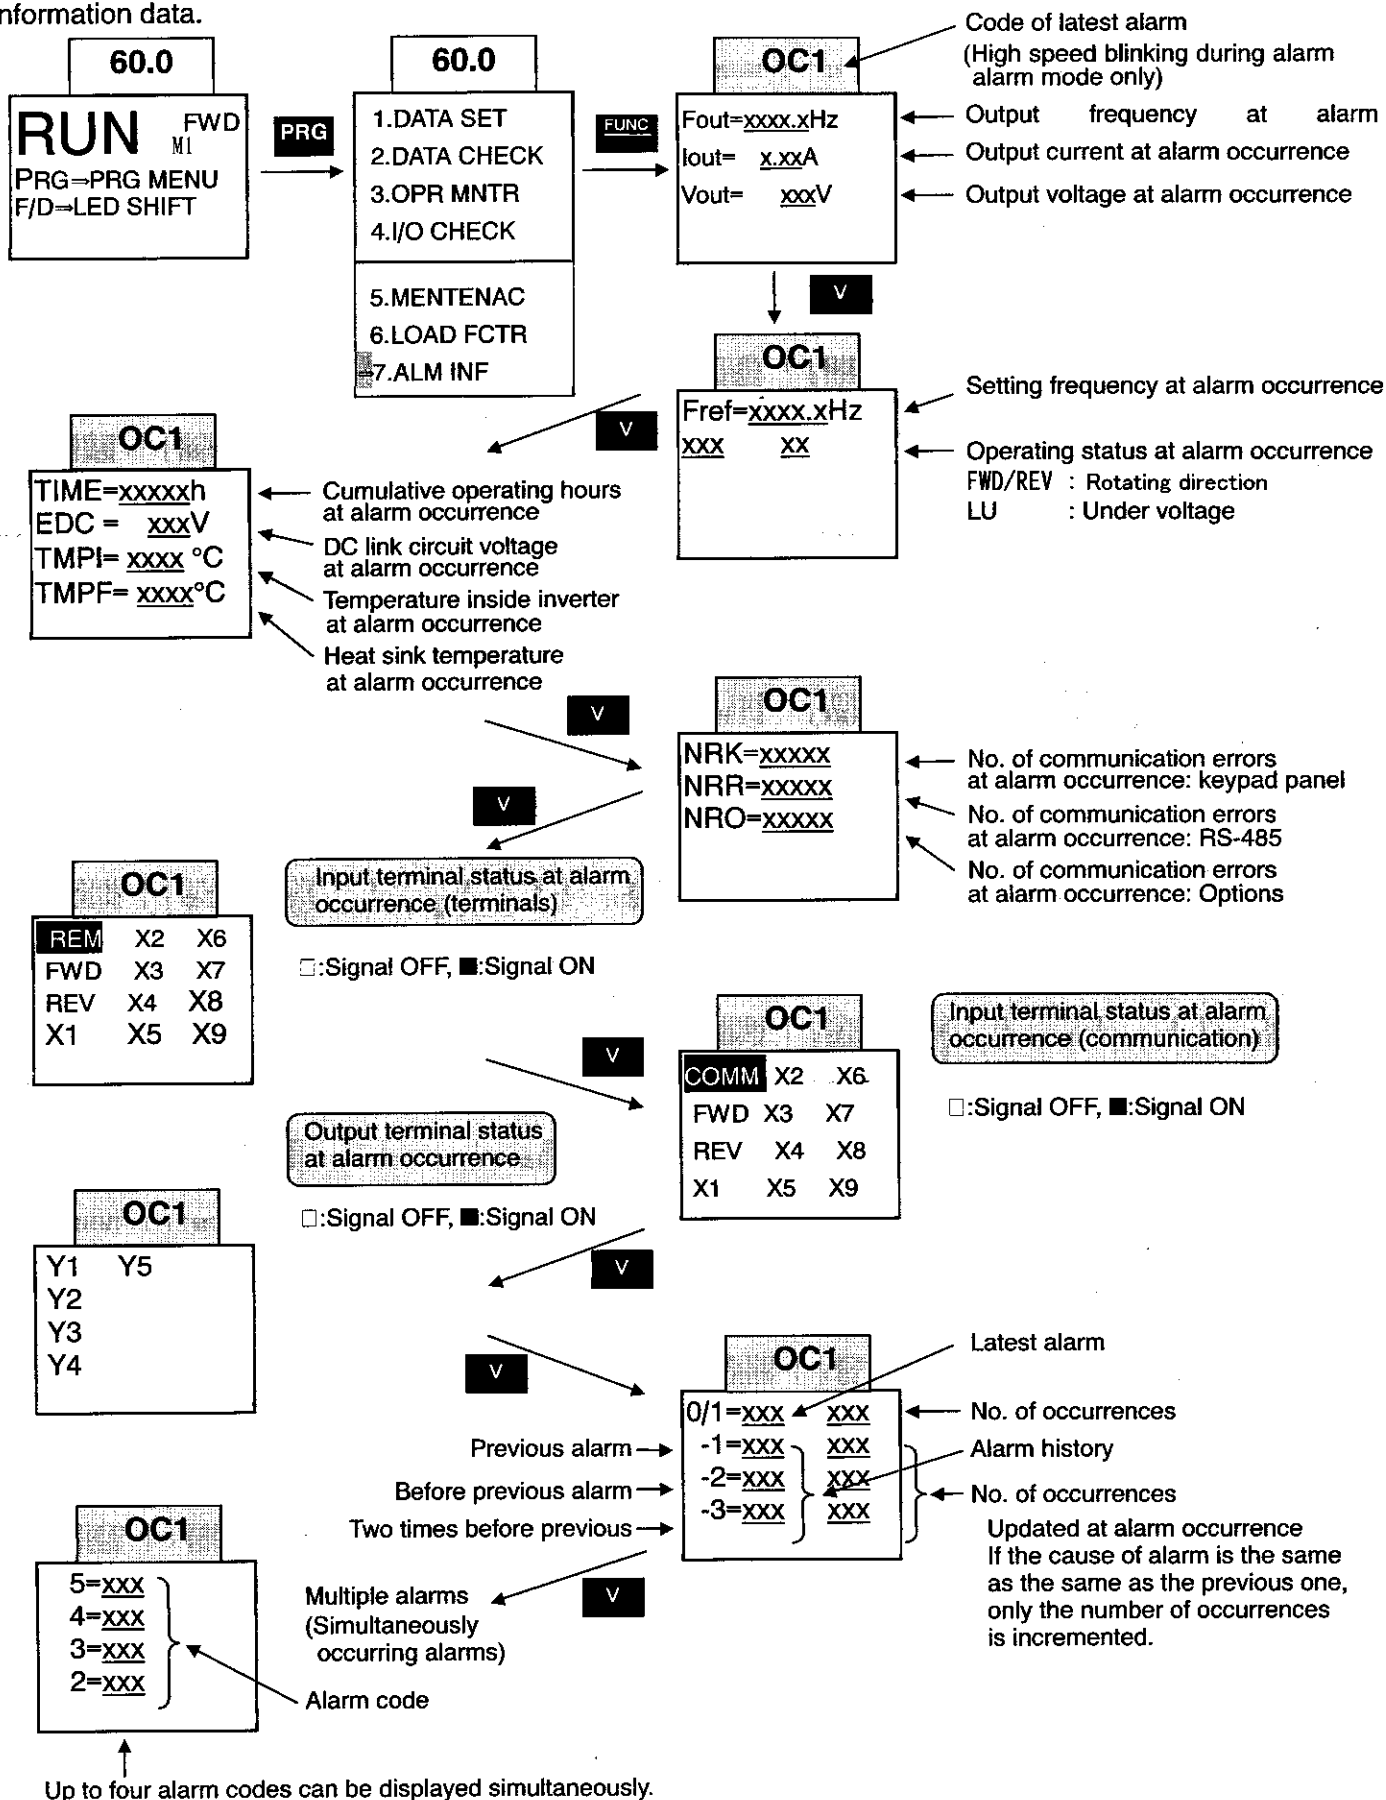 nformation data.
60.0
RUN FWD
M1
PRG⇒PRG MENU
F/D⇒LED SHIFT
PRG
60.0
1.DATA SET
2.DATA CHECK
3.OPR MNTR
4.I/O CHECK
5.MENTENAC
6.LOAD FCTR
⇒7.ALM INF
FUNC
OC1
Fout=xxxx.xHz
Iout= x.xxA
Vout= xxxV
Code of latest alarm
(High speed blinking during alarm
alarm mode only)
Output frequency at alarm
Output current at alarm occurrence
Output voltage at alarm occurrence
V
OC1
Fref=xxxx.xHz
xxx xx
Setting frequency at alarm occurrence
Operating status at alarm occurrence
FWD/REV : Rotating direction
LU : Under voltage
V
OC1
TIME=xxxxxh
EDC = xxxV
TMPI= xxxx °C
TMPF= xxxx°C
Cumulative operating hours
at alarm occurrence
DC link circuit voltage
at alarm occurrence
Temperature inside inverter
at alarm occurrence
Heat sink temperature
at alarm occurrence
V
OC1
NRK=xxxxx
NRR=xxxxx
NRO=xxxxx
No. of communication errors
at alarm occurrence: keypad panel
No. of communication errors
at alarm occurrence: RS-485
No. of communication errors
at alarm occurrence: Options
V
OC1
REM X2 X6
FWD X3 X7
REV X4 X8
X1 X5 X9
Input terminal status at alarm
occurrence (terminals)
□:Signal OFF, ■:Signal ON
V
OC1
COMM X2 X6
FWD X3 X7
REV X4 X8
X1 X5 X9
Input terminal status at alarm
occurrence (communication)
□:Signal OFF, ■:Signal ON
Output terminal status
at alarm occurrence
□:Signal OFF, ■:Signal ON
V
OC1
Y1 Y5
Y2
Y3
Y4
V
OC1
0/1=xxx xxx
-1=xxx xxx
-2=xxx xxx
-3=xxx xxx
Latest alarm
No. of occurrences
Alarm history
No. of occurrences
Updated at alarm occurrence
If the cause of alarm is the same
as the same as the previous one,
only the number of occurrences
is incremented.
Previous alarm
Before previous alarm
Two times before previous
V
OC1
5=xxx
4=xxx
3=xxx
2=xxx
Multiple alarms
(Simultaneously
occurring alarms)
Alarm code
Up to four alarm codes can be displayed simultaneously.